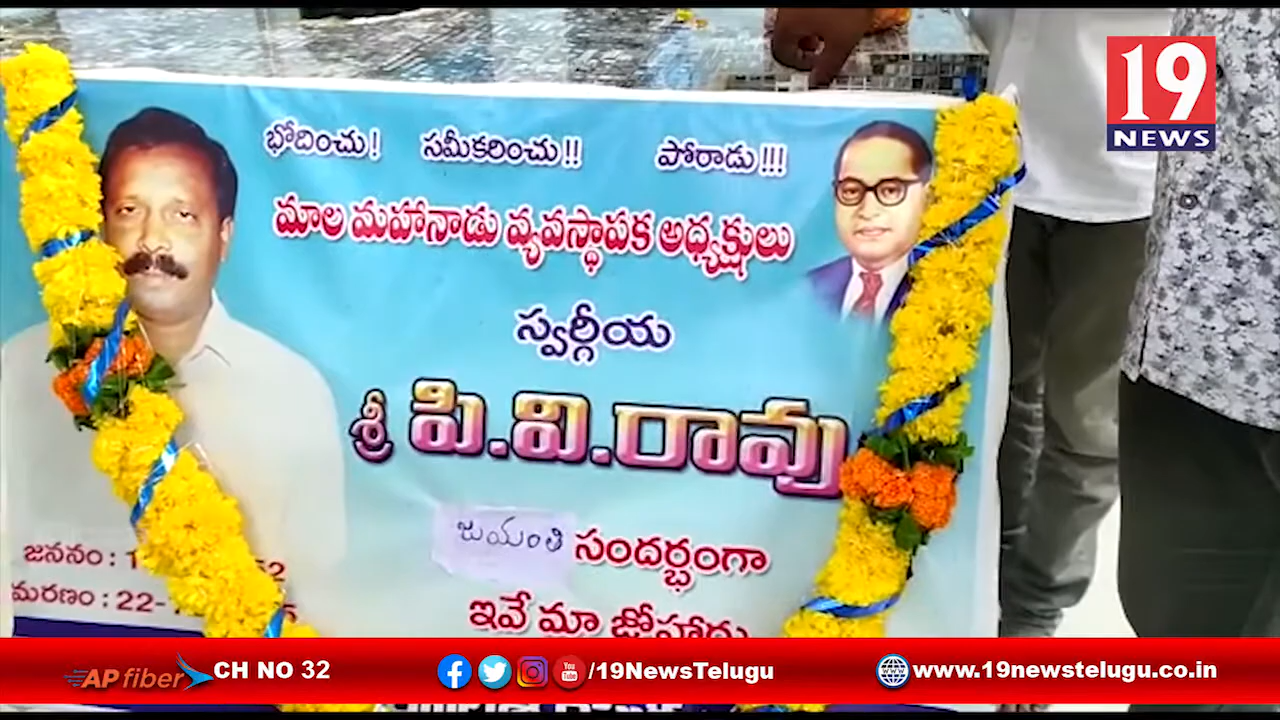 19
NEWS
భోదించు! సమీకరించు!! పోరాడు!!!
మాల మహానాడు వ్యవస్థాపక అధ్యక్షులు
స్వర్గీయ
శ్రీ పి.వి.రావు
జయంతి సందర్భంగా
ఇవే మా జోహార్లు
జననం : 1
మరణం : 22-
AP fiber CH NO 32 /19NewsTelugu www.19newstelugu.co.in